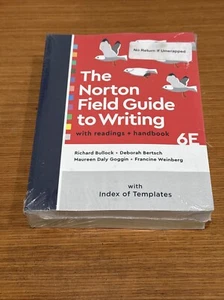 No Return if Unwrapped
The
Norton
Field Guide
to Writing
with readings + handbook
6E
Richard Bullock • Deborah Bertsch
Maureen Daly Goggin • Francine Weinberg
with
Index of Templates